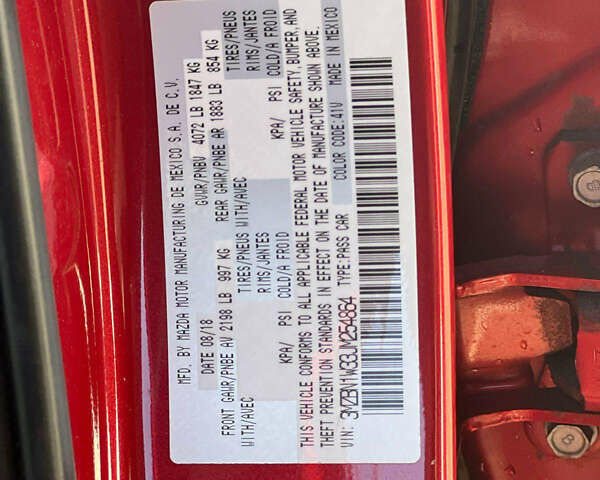 MFD. BY MAZDA MOTOR MANUFACTURING DE MEXICO S.A. DE C.V.
DATE 08/18 GVWR/PNBV 4072 LB 1847 KG
FRONT GAWR/PNBE AV 2198 LB 997 KG REAR GAWR/PNBE AR 1883 LB 854 KG
WITH/AVEC TIRES/PNEUS WITH/AVEC TIRES/PNEUS
RIMS/JANTES RIMS/JANTES
KPA/ PSI COLD/A FROID KPA/ PSI COLD/A FROID
THIS VEHICLE CONFORMS TO ALL APPLICABLE FEDERAL MOTOR VEHICLE SAFETY, BUMPER, AND
THEFT PREVENTION STANDARDS IN EFFECT ON THE DATE OF MANUFACTURE SHOWN ABOVE.
VIN: 3MZBN1W33JM254884 TYPE:PASS CAR COLOR CODE:41V MADE IN MEXICO
8